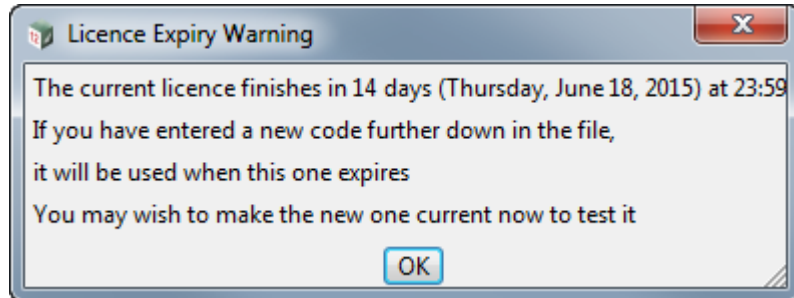 Licence Expiry Warning
The current licence finishes in 14 days (Thursday, June 18, 2015) at 23:59
If you have entered a new code further down in the file,
it will be used when this one expires
You may wish to make the new one current now to test it
OK